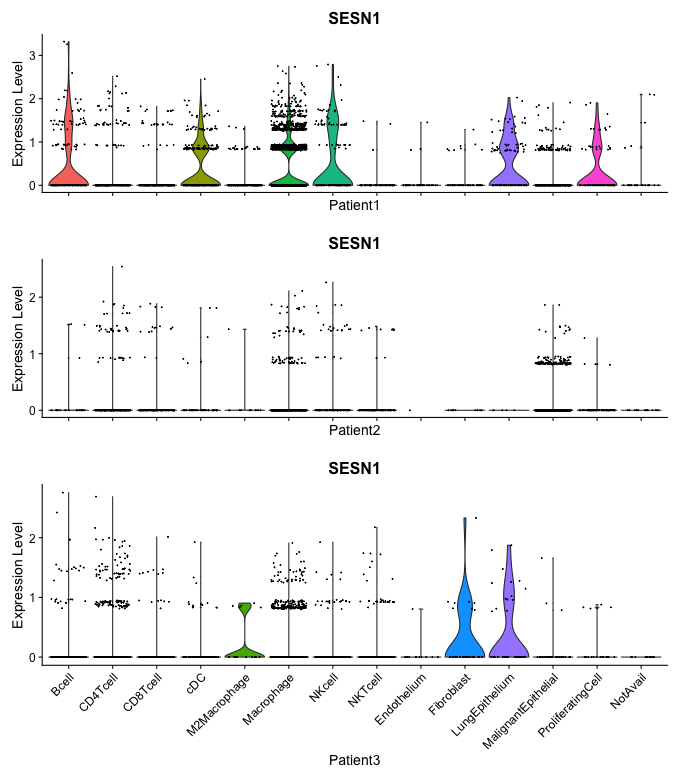 SESN1
Expression Level
3
2
1
0
Patient1
SESN1
Expression Level
2
1
0
Patient2
SESN1
Expression Level
2
1
0
Bcell
CD4Tcell
CD8Tcell
cDC
M2Macrophage
Macrophage
NKcell
NKTcell
Endothelium
Fibroblast
LungEpithelium
MalignantEpithelial
ProliferatingCell
NotAvail
Patient3